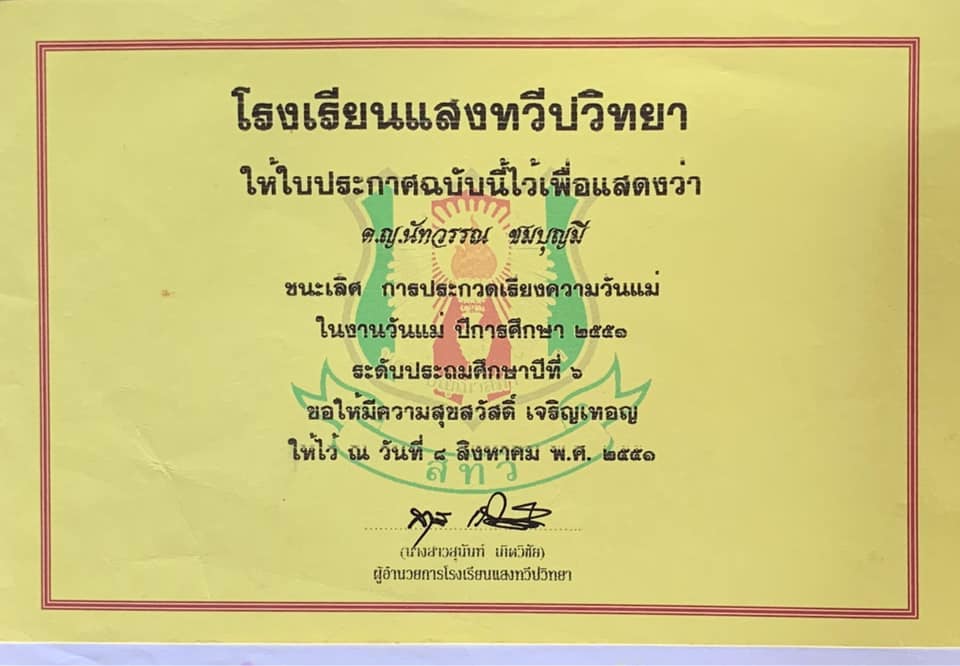 โรงเรียนแสงทวีปวิทยา
ให้ใบประกาศฉบับนี้ไว้เพื่อแสดงว่า
ด.ญ.นัทวรรณ ชมบุญมี
ชนะเลิศ การประกวดเรียงความวันแม่
ในงานวันแม่ ปีการศึกษา ๒๕๕๑
ระดับประถมศึกษาปีที่ ๖
ขอให้มีความสุขสวัสดิ์ เจริญเทอญ
ให้ไว้ ณ วันที่ ๘ สิงหาคม พ.ศ. ๒๕๕๑
สทว
(นางสาวสุนันท์ เกิดวิชัย)
ผู้อำนวยการโรงเรียนแสงทวีปวิทยา